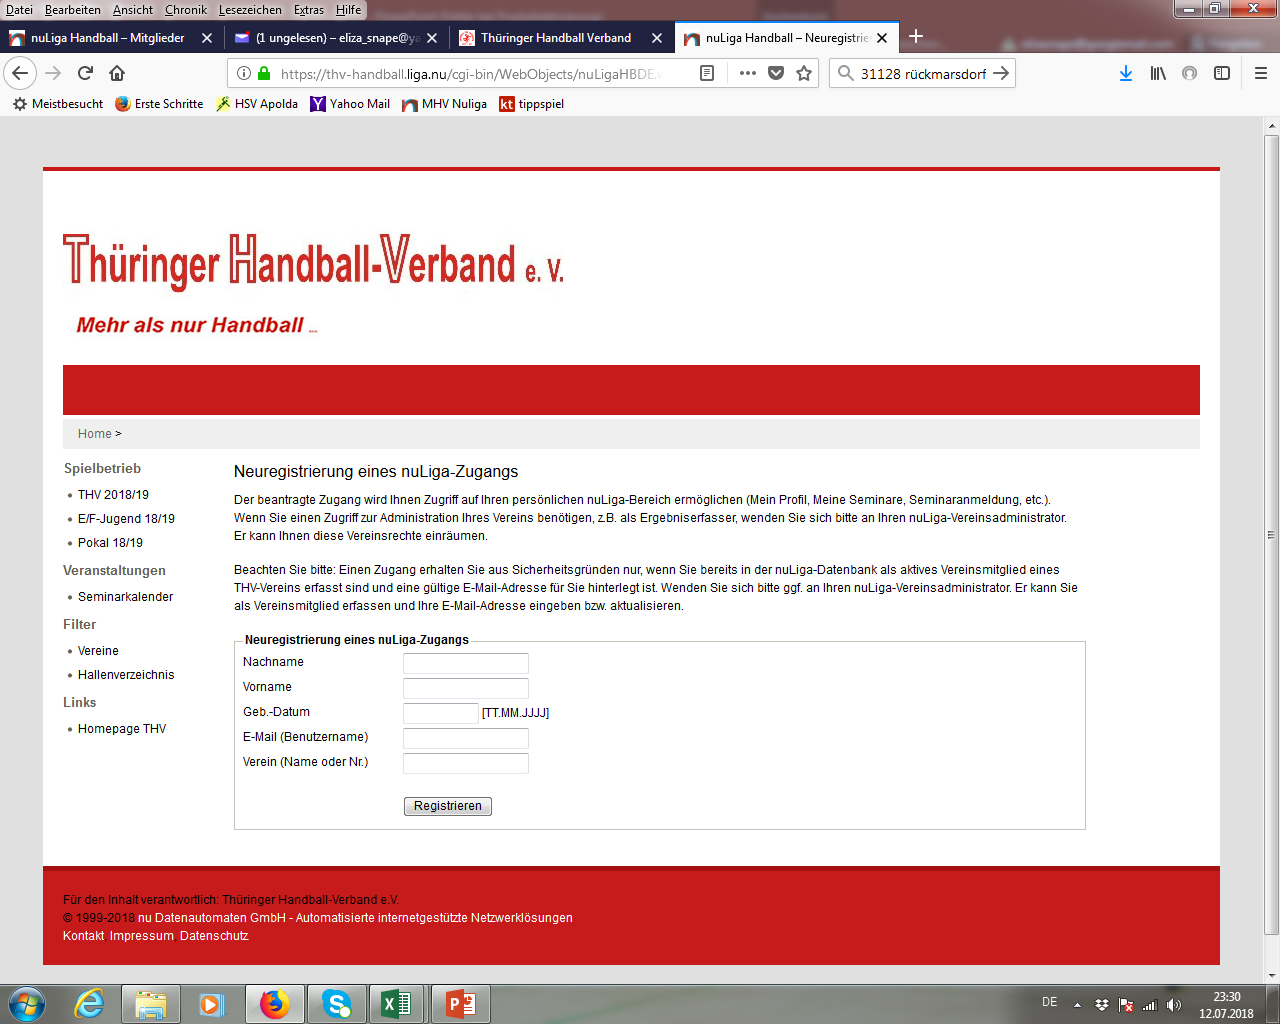 Datei Bearbeiten Ansicht Chronik Lesezeichen Extras Hilfe
nuLiga Handball – Mitglieder
(1 ungelesen) – eliza_snape@ya
Thüringer Handball Verband
nuLiga Handball – Neuregistrie
https://thv-handball.liga.nu/cgi-bin/WebObjects/nuLigaHBDE.w
31128 rückmarsdorf
Meistbesucht Erste Schritte HSV Apolda Yahoo Mail MHV Nuliga kt tippspiel
Thüringer Handball-Verband e. V.
Mehr als nur Handball ...
Home >
Spielbetrieb
THV 2018/19
E/F-Jugend 18/19
Pokal 18/19
Veranstaltungen
Seminarkalender
Filter
Vereine
Hallenverzeichnis
Links
Homepage THV
Neuregistrierung eines nuLiga-Zugangs
Der beantragte Zugang wird Ihnen Zugriff auf Ihren persönlichen nuLiga-Bereich ermöglichen (Mein Profil, Meine Seminare, Seminaranmeldung, etc.).
Wenn Sie einen Zugriff zur Administration Ihres Vereins benötigen, z.B. als Ergebniserfasser, wenden Sie sich bitte an Ihren nuLiga-Vereinsadministrator.
Er kann Ihnen diese Vereinsrechte einräumen.
Beachten Sie bitte: Einen Zugang erhalten Sie aus Sicherheitsgründen nur, wenn Sie bereits in der nuLiga-Datenbank als aktives Vereinsmitglied eines
THV-Vereins erfasst sind und eine gültige E-Mail-Adresse für Sie hinterlegt ist. Wenden Sie sich bitte ggf. an Ihren nuLiga-Vereinsadministrator. Er kann Sie
als Vereinsmitglied erfassen und Ihre E-Mail-Adresse eingeben bzw. aktualisieren.
Neuregistrierung eines nuLiga-Zugangs
Nachname
Vorname
Geb.-Datum [TT.MM.JJJJ]
E-Mail (Benutzername)
Verein (Name oder Nr.)
Registrieren
Für den Inhalt verantwortlich: Thüringer Handball-Verband e.V.
© 1999-2018 nu Datenautomaten GmbH - Automatisierte internetgestützte Netzwerklösungen
Kontakt, Impressum, Datenschutz
DE
23:30
12.07.2018